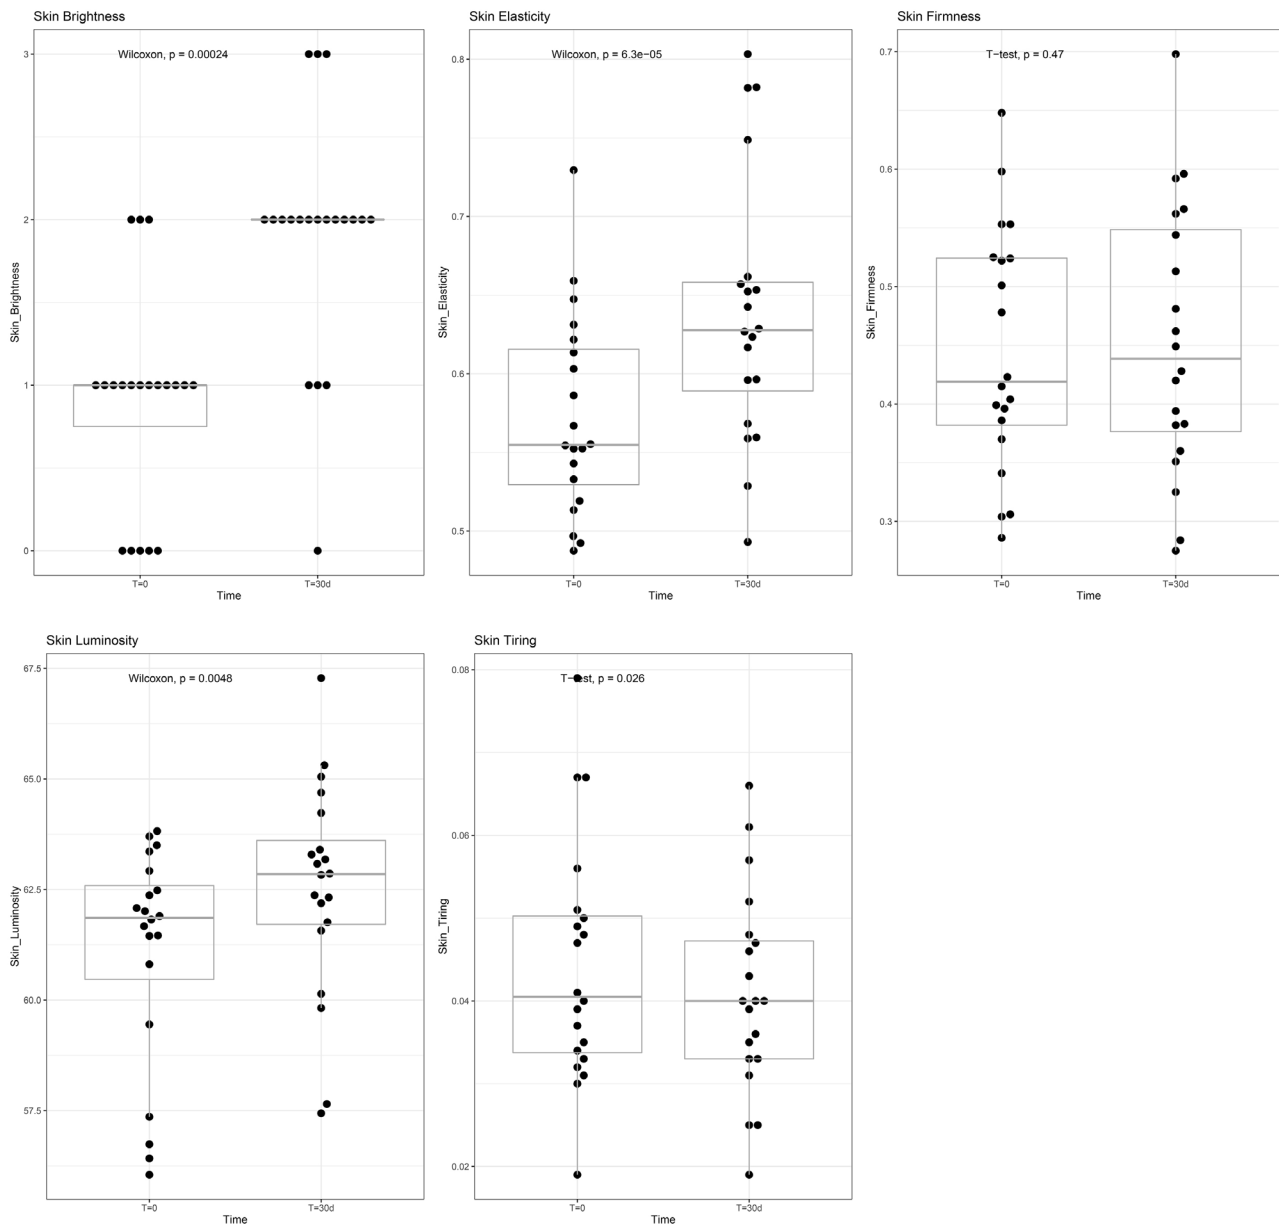 Skin Brightness
Wilcoxon, p = 0.00024
Skin_Brightness
3
2
1
0
T=0
T=30d
Time
Skin Elasticity
Wilcoxon, p = 6.3e−05
Skin_Elasticity
0.8
0.7
0.6
0.5
T=0
T=30d
Time
Skin Firmness
T−test, p = 0.47
Skin_Firmness
0.7
0.6
0.5
0.4
0.3
T=0
T=30d
Time
Skin Luminosity
Wilcoxon, p = 0.0048
Skin_Luminosity
67.5
65.0
62.5
60.0
57.5
T=0
T=30d
Time
Skin Tiring
T−test, p = 0.026
Skin_Tiring
0.08
0.06
0.04
0.02
T=0
T=30d
Time